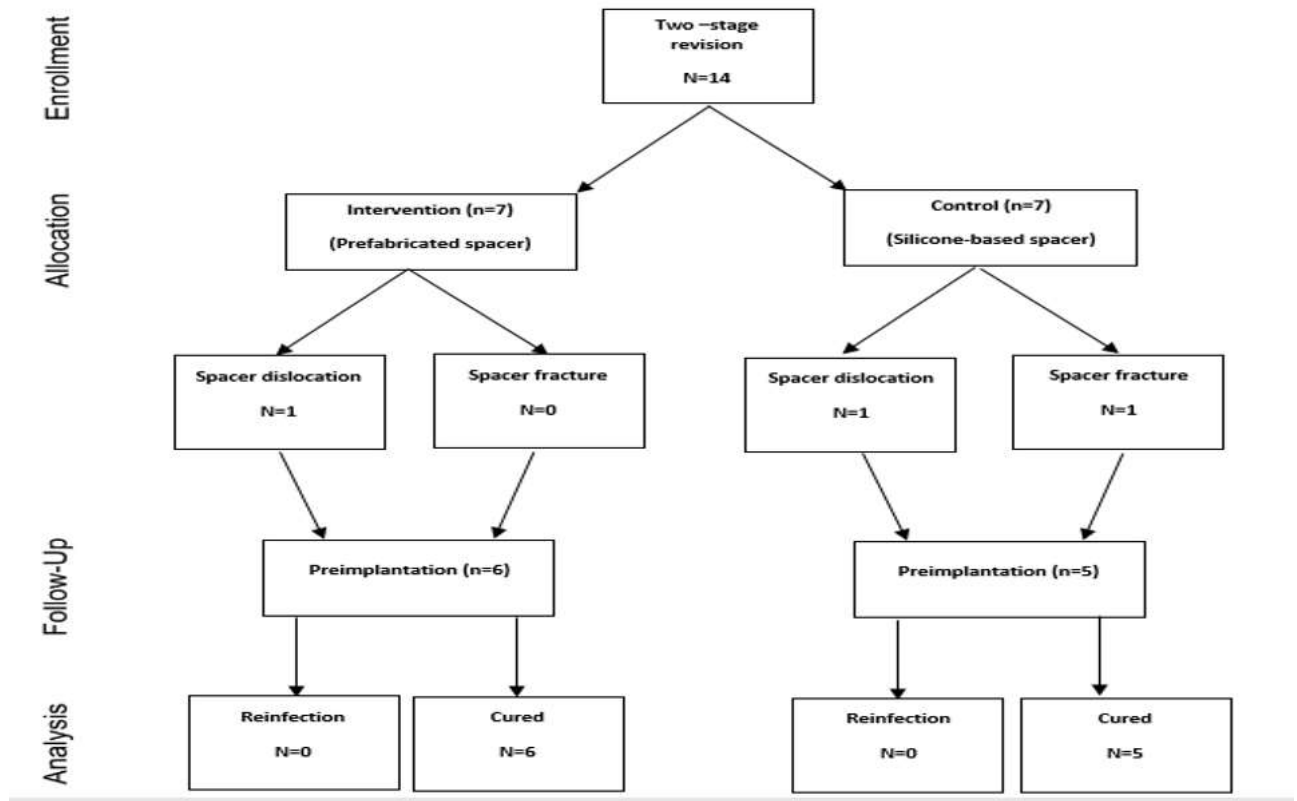 Enrollment
Two –stage
revision
N=14
Allocation
Intervention (n=7)
(Prefabricated spacer)
Control (n=7)
(Silicone-based spacer)
Spacer dislocation
N=1
Spacer fracture
N=0
Spacer dislocation
N=1
Spacer fracture
N=1
Follow-Up
Preimplantation (n=6)
Preimplantation (n=5)
Analysis
Reinfection
N=0
Cured
N=6
Reinfection
N=0
Cured
N=5